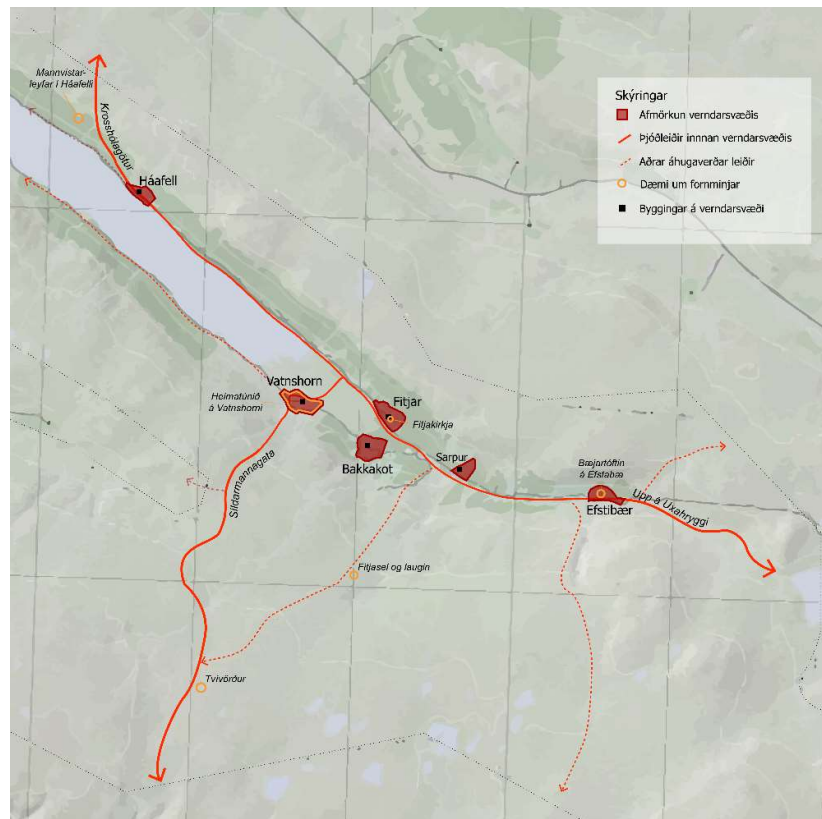 Mannvistar-
leyfar í Háafelli
Krosshólagötur
Háafell
Skýringar
Afmörkun verndarsvæðis
Þjóðleiðir innnan verndarsvæðis
Aðrar áhugaverðar leiðir
Dæmi um fornminjar
Byggingar á verndarsvæði
Vatnshorn
Heimatúnið
á Vatnshorni
Fitjar
Fitjakirkja
Bakkakot
Sarpur
Bæjartóftin
á Efstabæ
Efstibær
Upp á Uxahryggi
Síldarmannagata
Fitjasel og laugin
Tvívörður